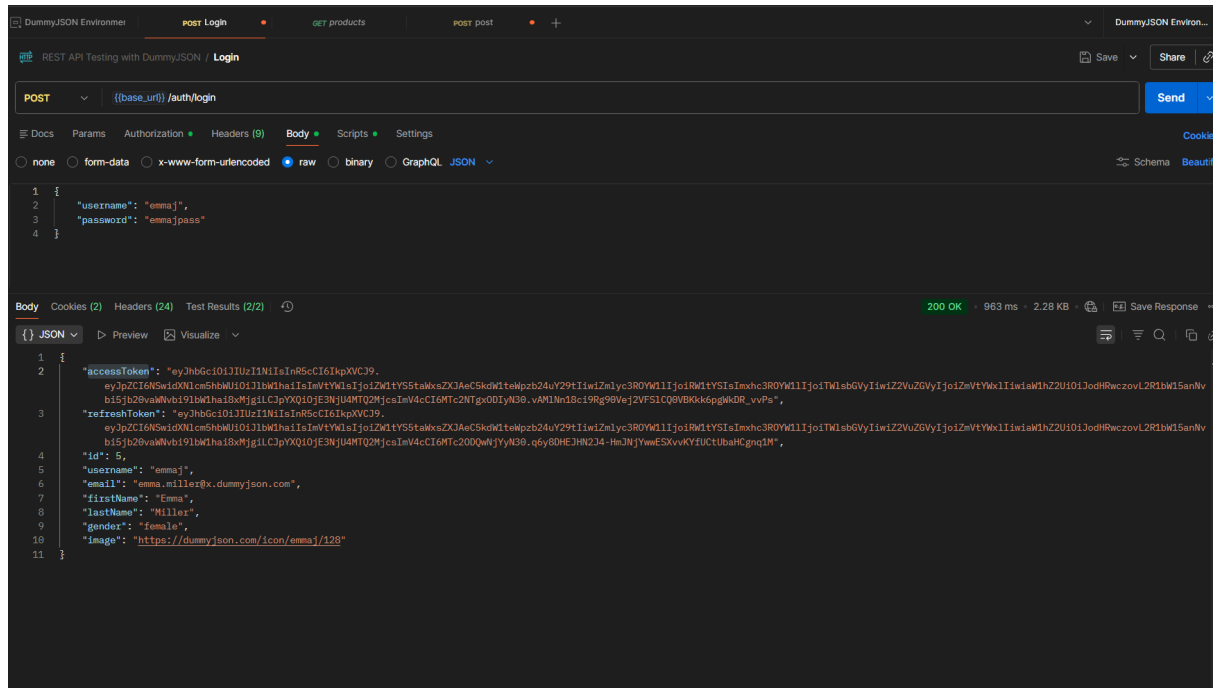 DummyJSON Environmer POST Login GET products POST post + DummyJSON Environ...
HTTP REST API Testing with DummyJSON / Login Save Share
POST {{base_url}} /auth/login Send
Docs Params Authorization Headers (9) Body Scripts Settings Cookie
none form-data x-www-form-urlencoded raw binary GraphQL JSON Schema Beautif
1 {
2 "username": "emmaj",
3 "password": "emmajpass"
4 }
Body Cookies (2) Headers (24) Test Results (2/2) 200 OK 963 ms 2.28 KB Save Response
{} JSON Preview Visualize
1 {
2 "accessToken": "eyJhbGciOiJIUzI1NiIsInR5cCI6IkpXVCJ9.
3 "refreshToken": "eyJhbGciOiJIUzI1NiIsInR5cCI6IkpXVCJ9.
4 "id": 5,
5 "username": "emmaj",
6 "email": "emma.miller@x.dummyjson.com",
7 "firstName": "Emma",
8 "lastName": "Miller",
9 "gender": "female",
10 "image": "https://dummyjson.com/icon/emmaj/128"
11 }